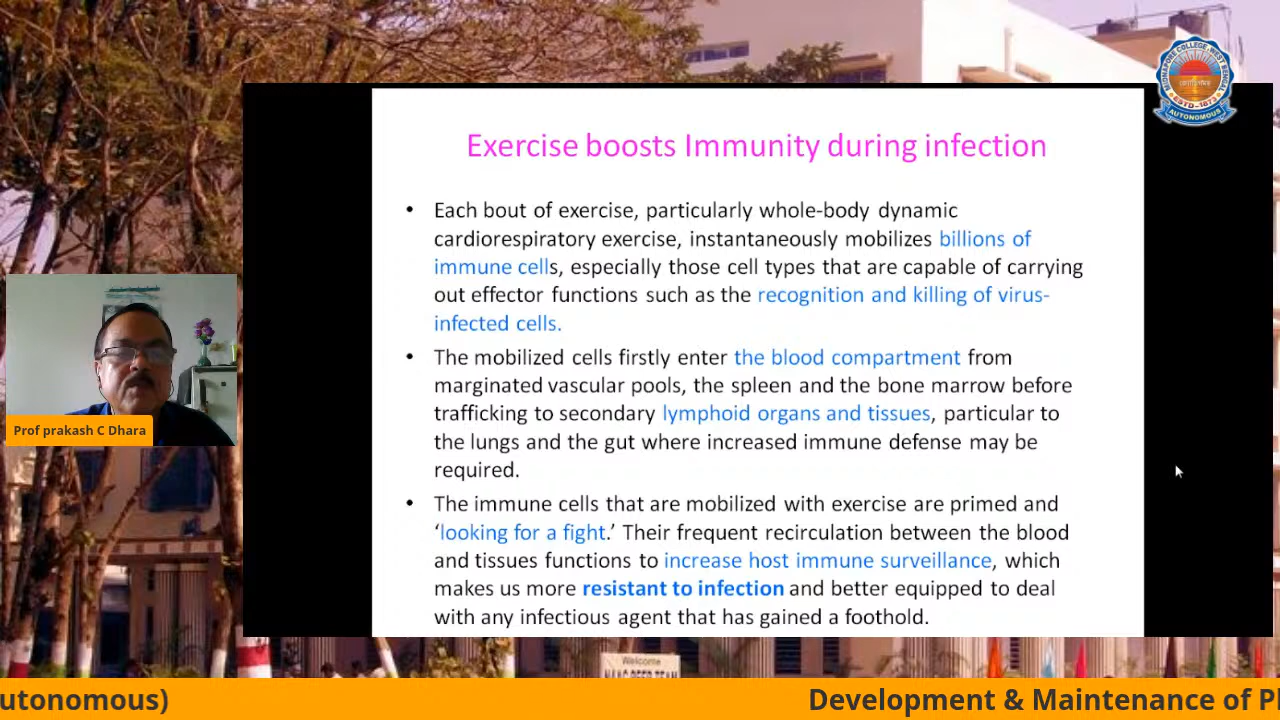 Exercise boosts Immunity during infection
• Each bout of exercise, particularly whole-body dynamic
cardiorespiratory exercise, instantaneously mobilizes billions of
immune cells, especially those cell types that are capable of carrying
out effector functions such as the recognition and killing of virus-
infected cells.
• The mobilized cells firstly enter the blood compartment from
marginated vascular pools, the spleen and the bone marrow before
trafficking to secondary lymphoid organs and tissues, particular to
the lungs and the gut where increased immune defense may be
required.
• The immune cells that are mobilized with exercise are primed and
‘looking for a fight.’ Their frequent recirculation between the blood
and tissues functions to increase host immune surveillance, which
makes us more resistant to infection and better equipped to deal
with any infectious agent that has gained a foothold.
Prof prakash C Dhara
MIDNAPORE COLLEGE, WEST BENGAL
ESTD-1873
AUTONOMOUS
Welcome
utonomous) Development & Maintenance of